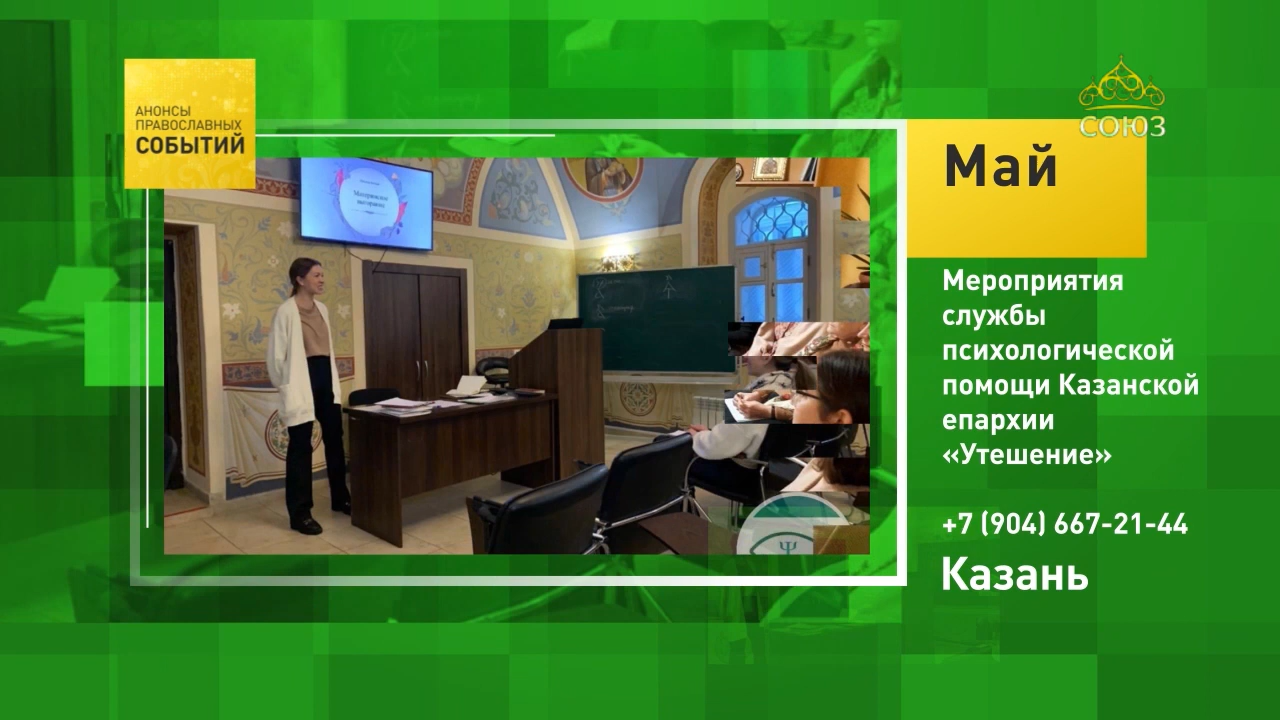 АНОНСЫ
ПРАВОСЛАВНЫХ
СОБЫТИЙ
СОЮЗ
Май
Мероприятия
службы
психологической
помощи Казанской
епархии
«Утешение»
+7 (904) 667-21-44
Казань
Ψ